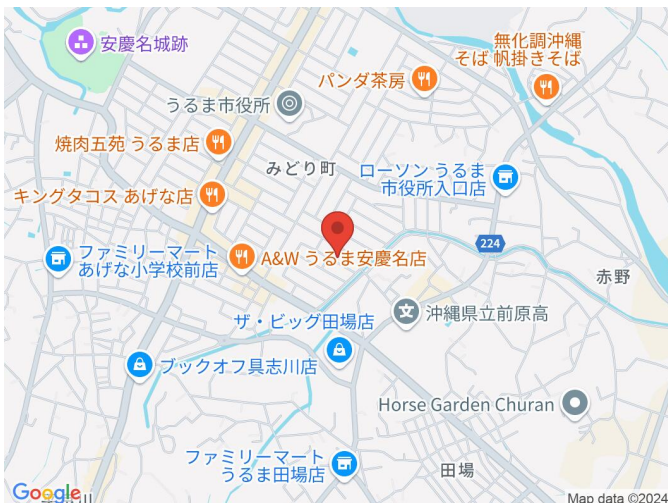 安慶名城跡
無化調沖縄
そば 帆掛きそば
パンダ茶房
うるま市役所
焼肉五苑 うるま店
みどり町
ローソン うるま
市役所入口店
キングタコス あげな店
224
ファミリーマート
あげな小学校前店
A&W うるま安慶名店
赤野
沖縄県立前原高
ザ・ビッグ田場店
ブックオフ具志川店
Horse Garden Churan
ファミリーマート
うるま田場店
田場
Google
Map data ©2024